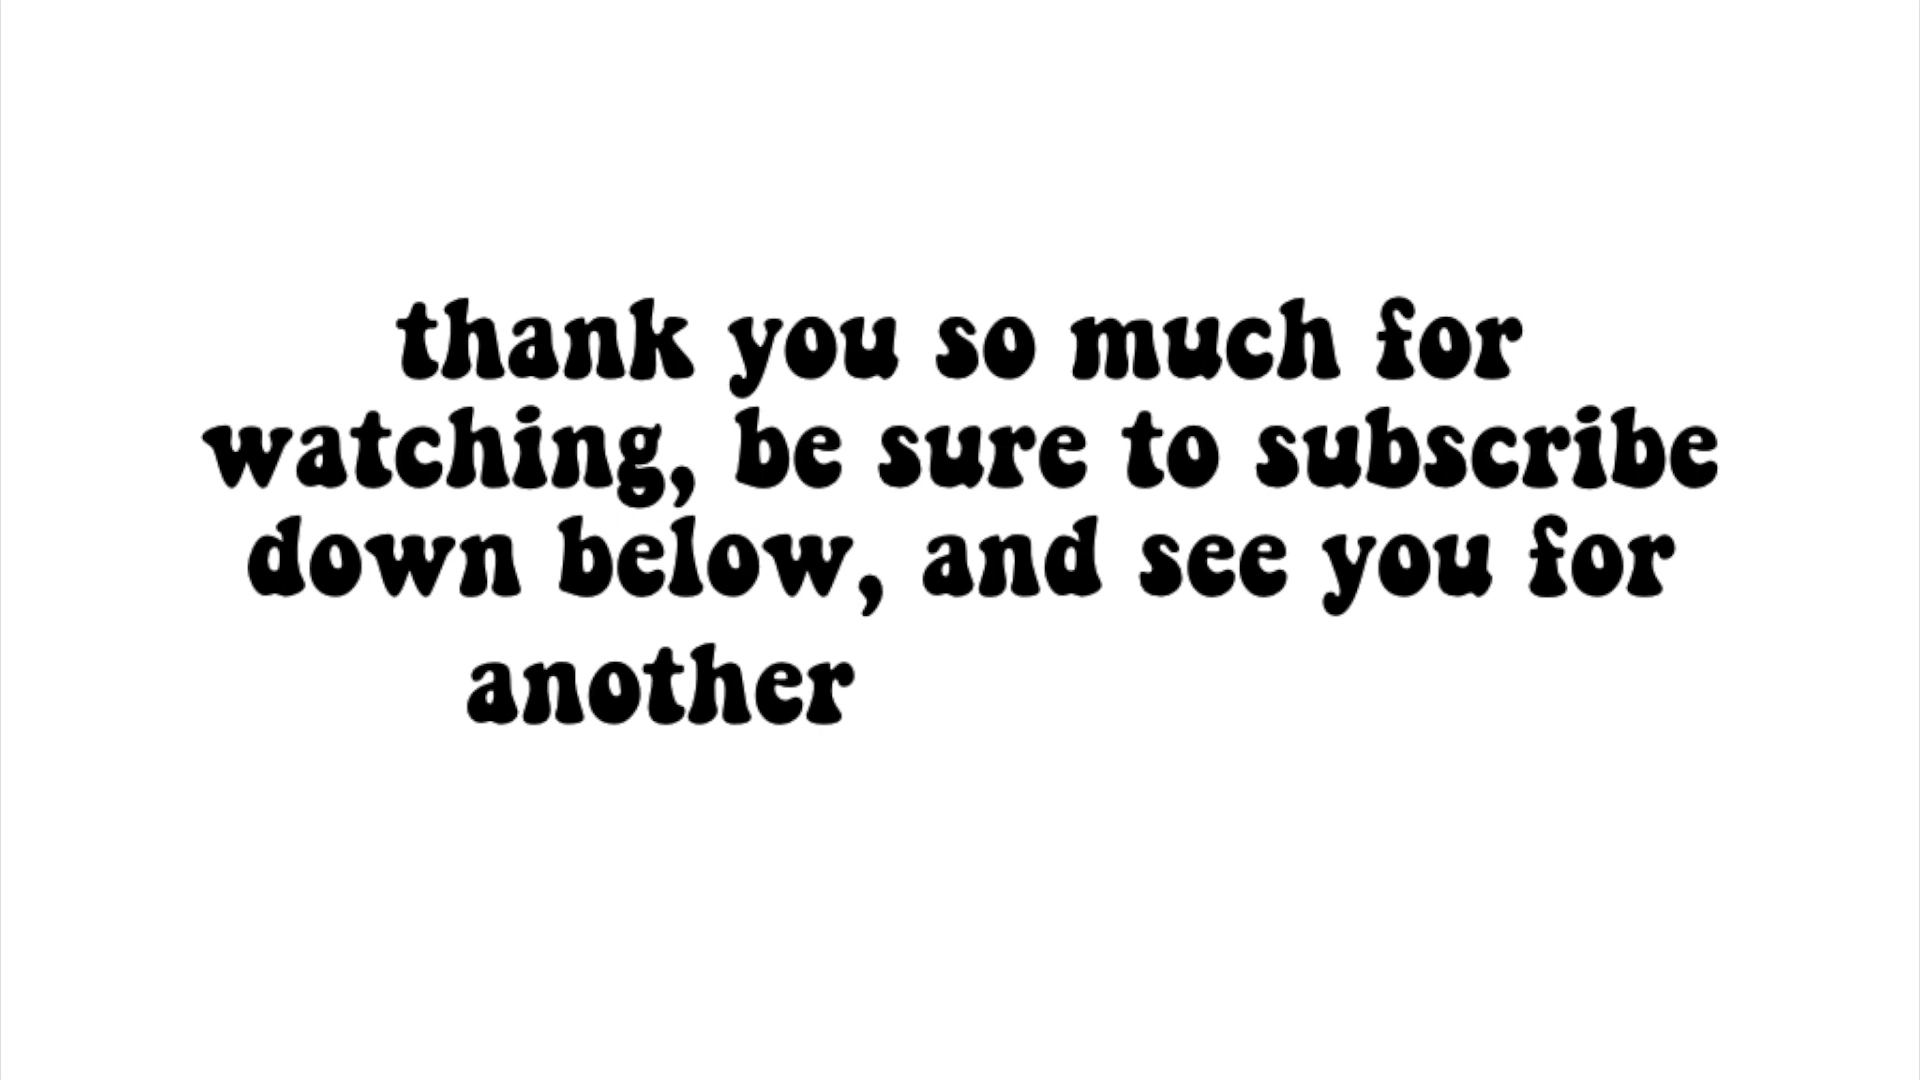 thank you so much for
watching, be sure to subscribe
down below, and see you for
another